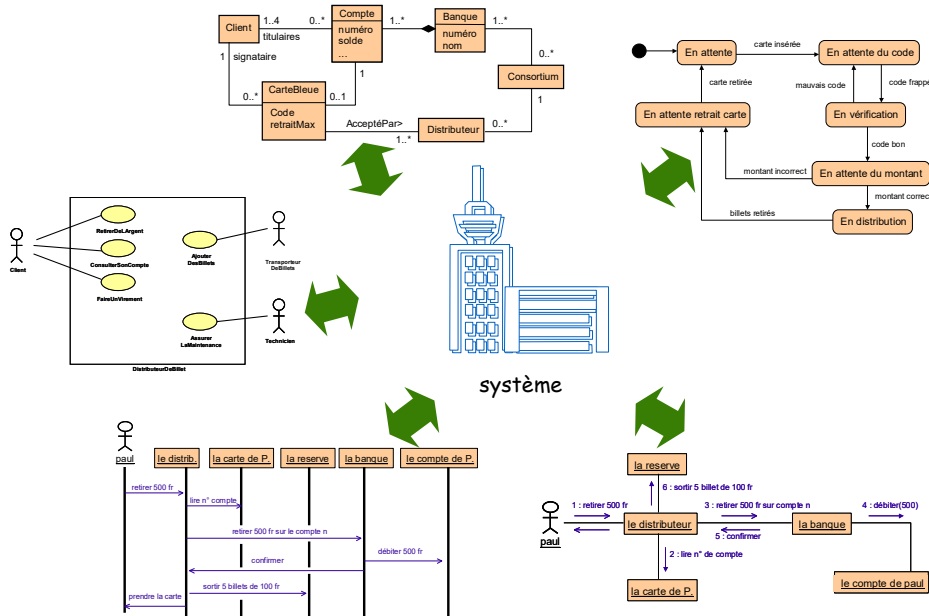 Client
1..4
titulaires
0..*
Compte
numéro
solde
...
1..*
Banque
numéro
nom
1..*
0..*
Consortium
1
1
signataire
0..*
CarteBleue
Code
retraitMax
0..1
1
AcceptéPar>
1..*
Distributeur
0..*
En attente
carte insérée
En attente du code
carte retirée
mauvais code
code frappé
En attente retrait carte
En vérification
code bon
montant incorrect
En attente du montant
montant correct
billets retirés
En distribution
Client
RetirerDeLArgent
ConsulterSonCompte
FaireUnVirement
Ajouter
DesBillets
Transporteur
DeBillets
Assurer
LaMaintenance
Technicien
DistributeurDeBillet
système
paul
le distrib.
la carte de P.
la reserve
la banque
le compte de P.
retirer 500 fr
lire n° compte
retirer 500 fr sur le compte n
débiter 500 fr
confirmer
sortir 5 billets de 100 fr
prendre la carte
la reserve
6 : sortir 5 billet de 100 fr
1 : retirer 500 fr
3 : retirer 500 fr sur compte n
4 : débiter(500)
paul
le distributeur
la banque
5 : confirmer
2 : lire n° de compte
la carte de P.
le compte de paul